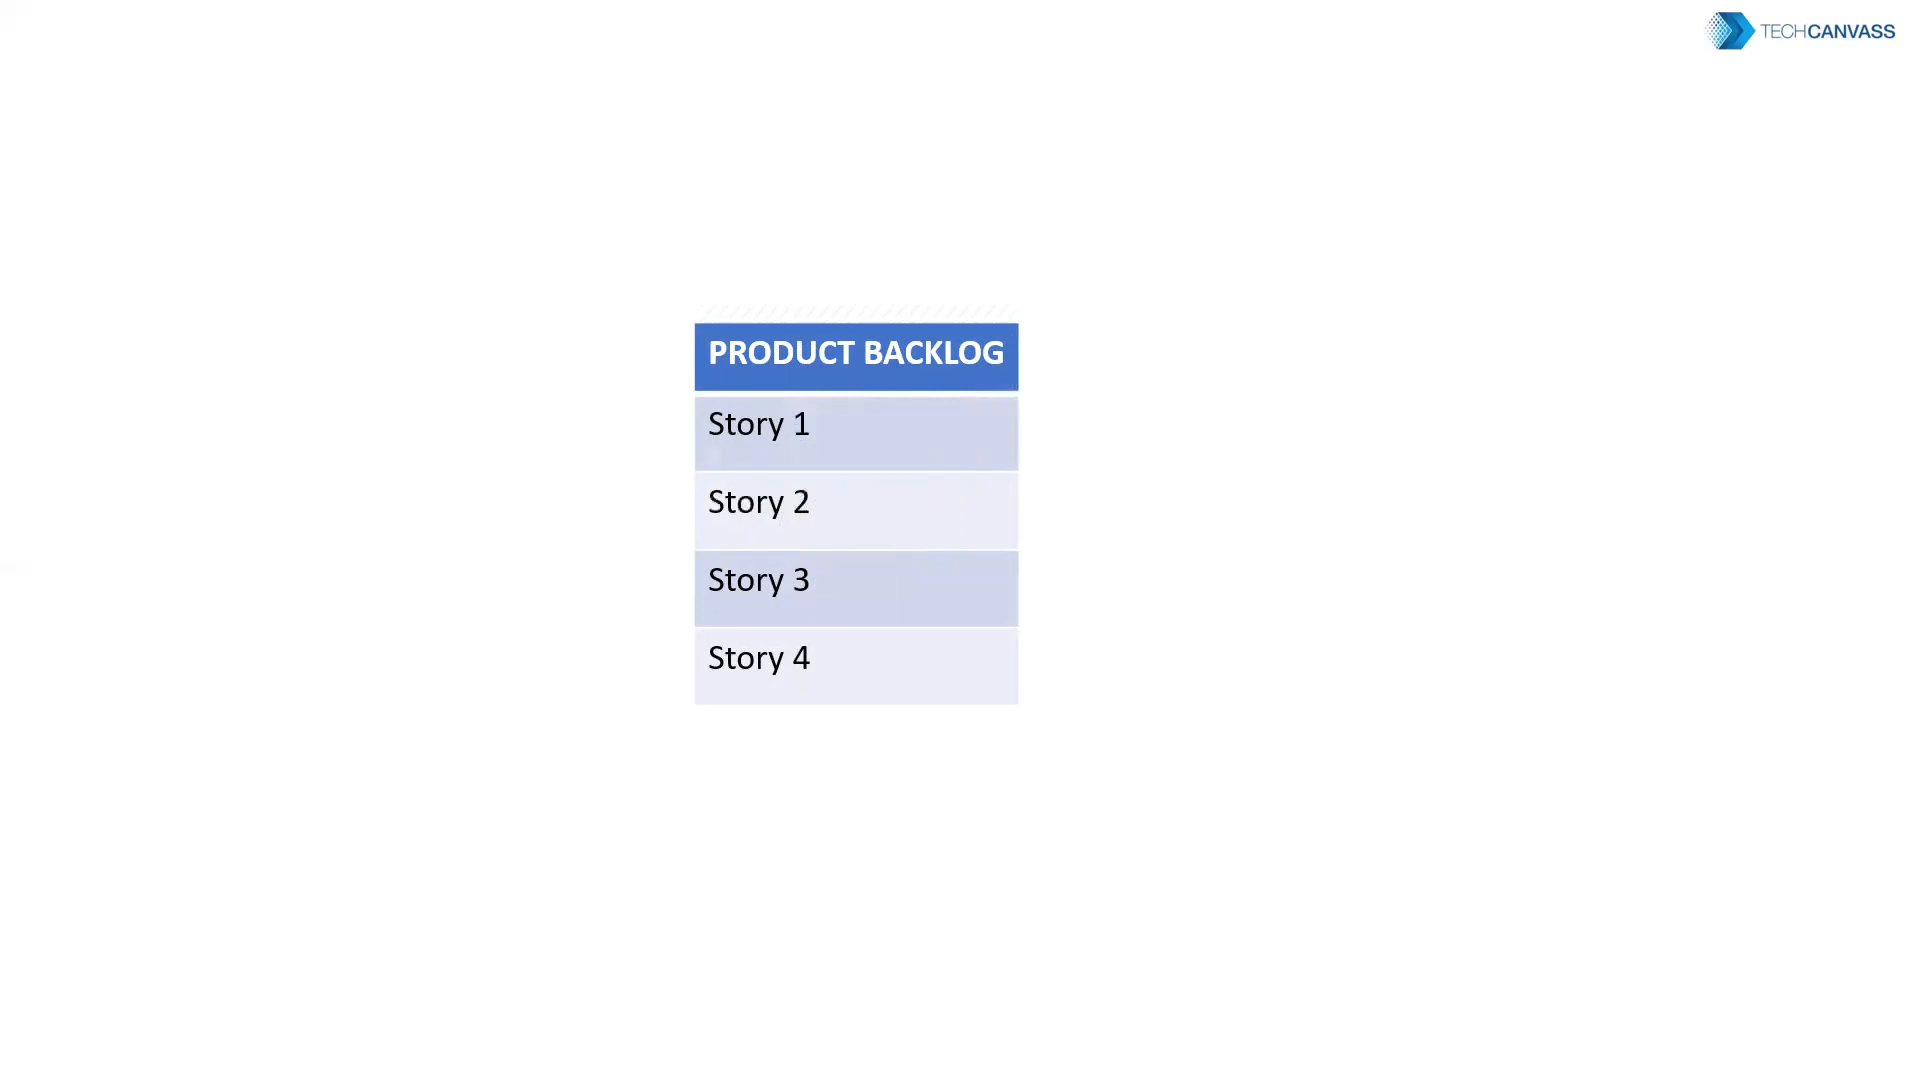 TECHCANVASS
PRODUCT BACKLOG
Story 1
Story 2
Story 3
Story 4